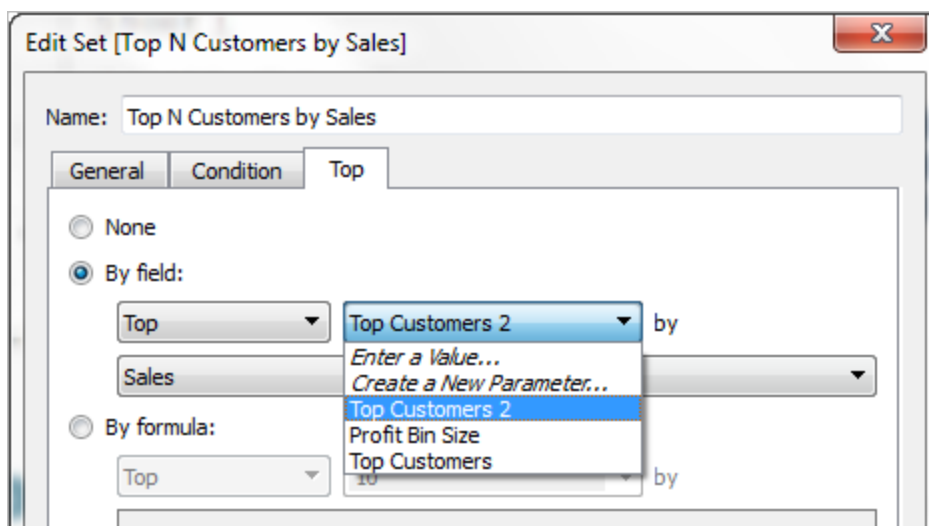 Edit Set [Top N Customers by Sales]
Name: Top N Customers by Sales
General Condition Top
None
By field:
Top Top Customers 2 by
Enter a Value...
Sales
Create a New Parameter...
Top Customers 2
By formula:
Profit Bin Size
Top Customers
Top 10 by